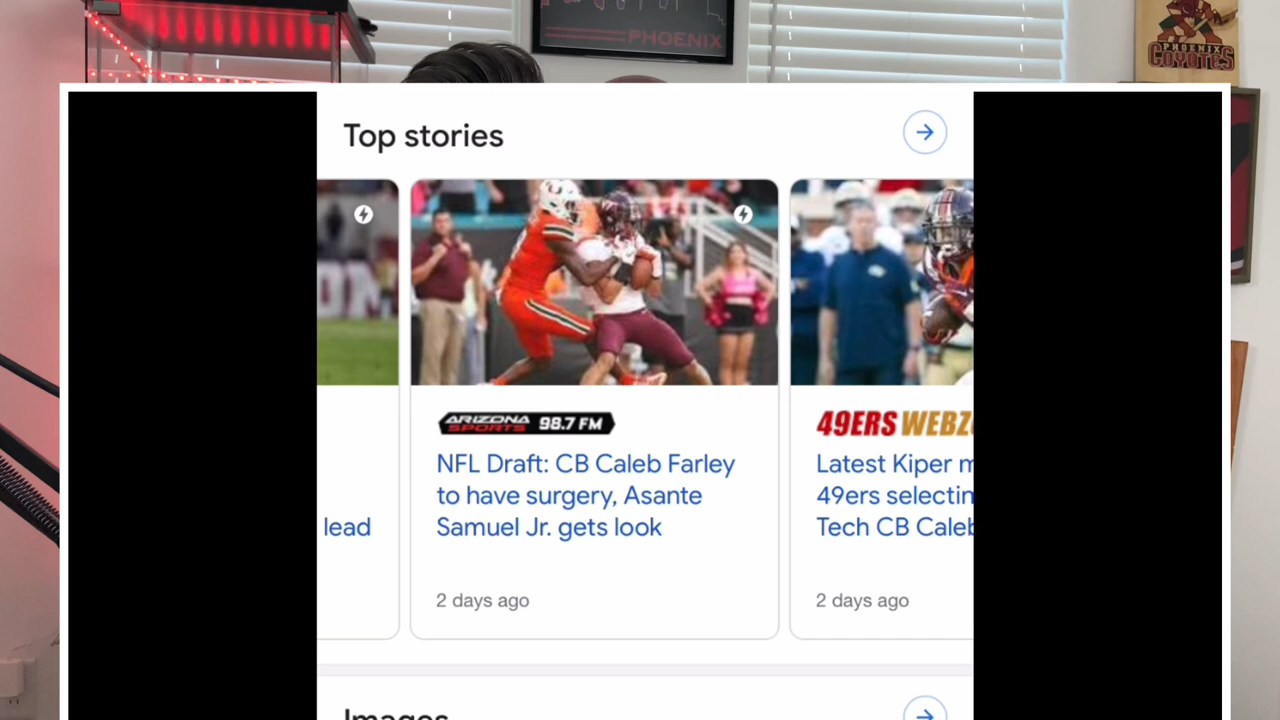 PHOENIX
PHOENIX
COYOTES
Top stories
lead
ARIZONA
SPORTS
98.7 FM
NFL Draft: CB Caleb Farley
to have surgery, Asante
Samuel Jr. gets look
2 days ago
49ERS WEBZ
Latest Kiper m
49ers selectin
Tech CB Caleb
2 days ago
Images